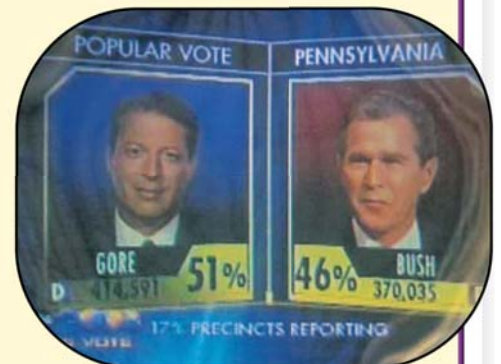 POPULAR VOTE PENNSYLVANIA
GORE 51% 46% BUSH
D 414,591 370,035
17% PRECINCTS REPORTING
VOTE